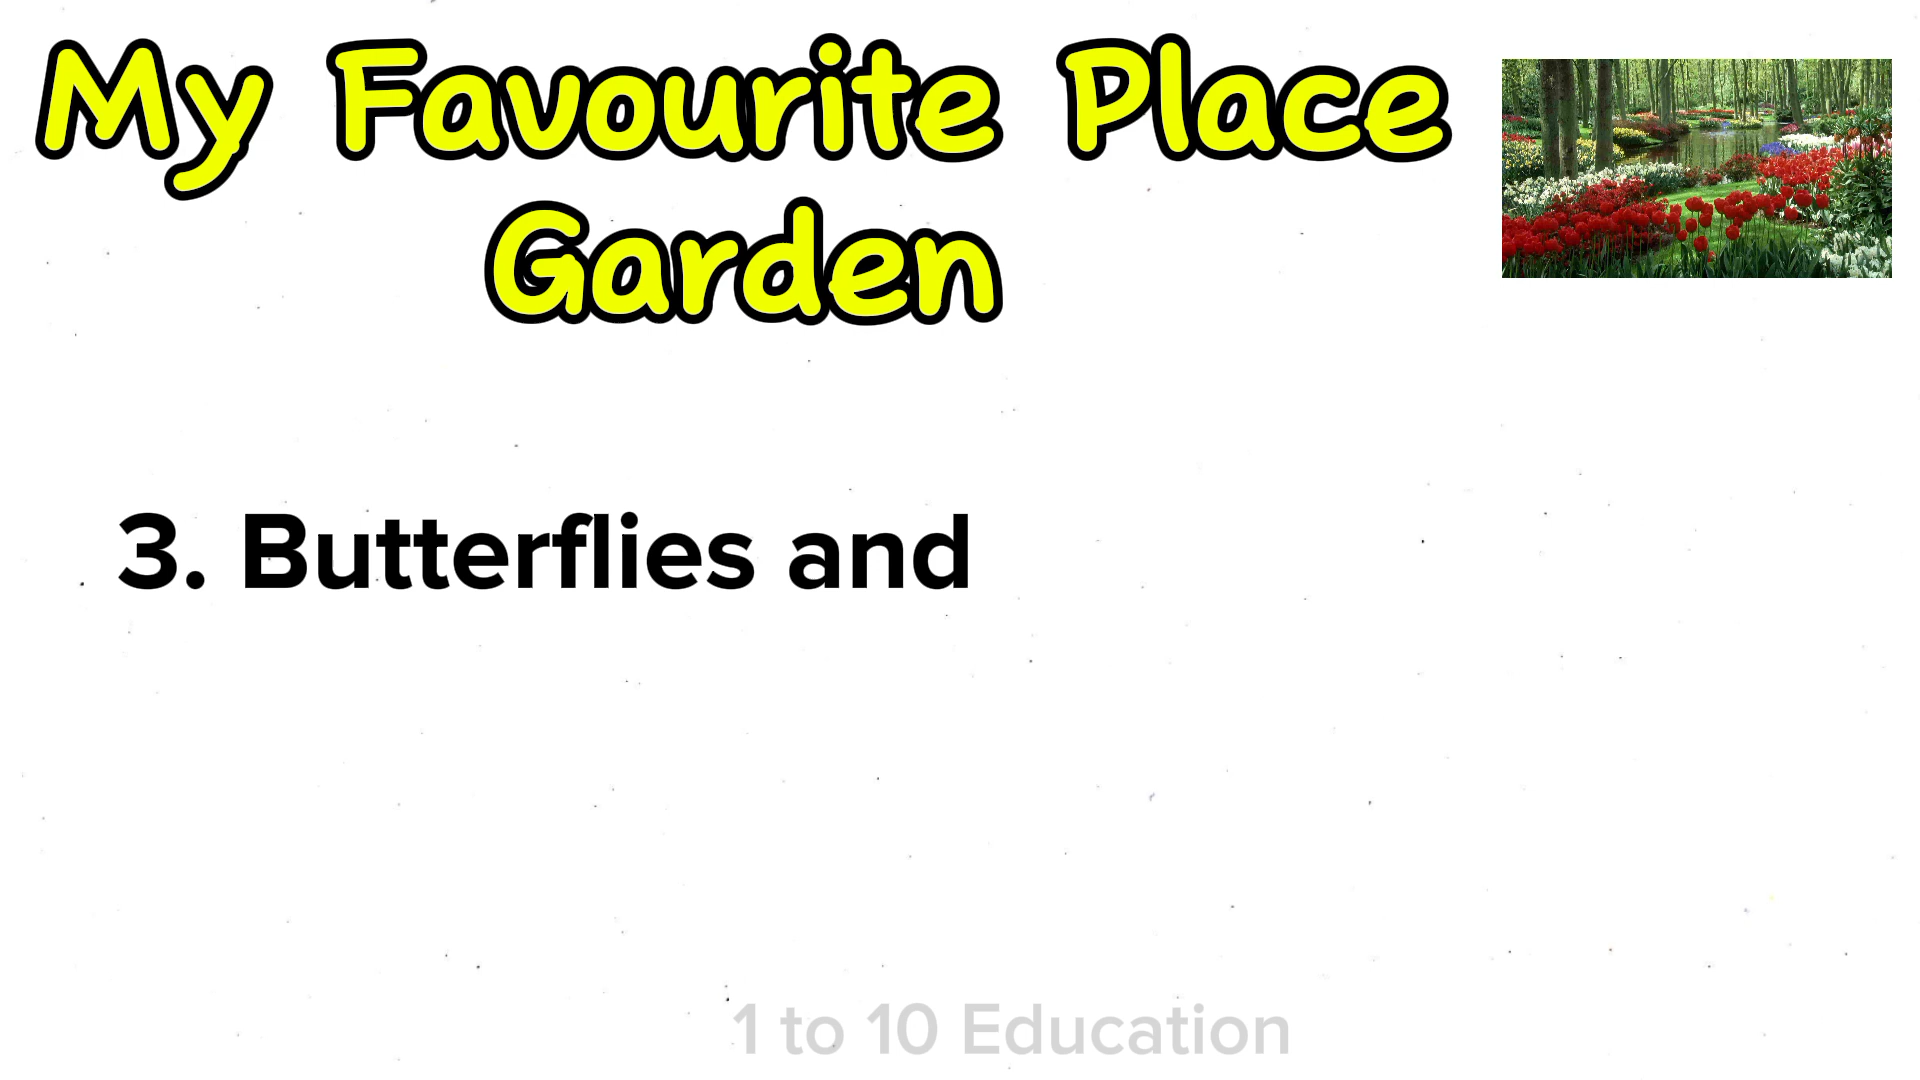 My Favourite Place
Garden
3. Butterflies and
1 to 10 Education